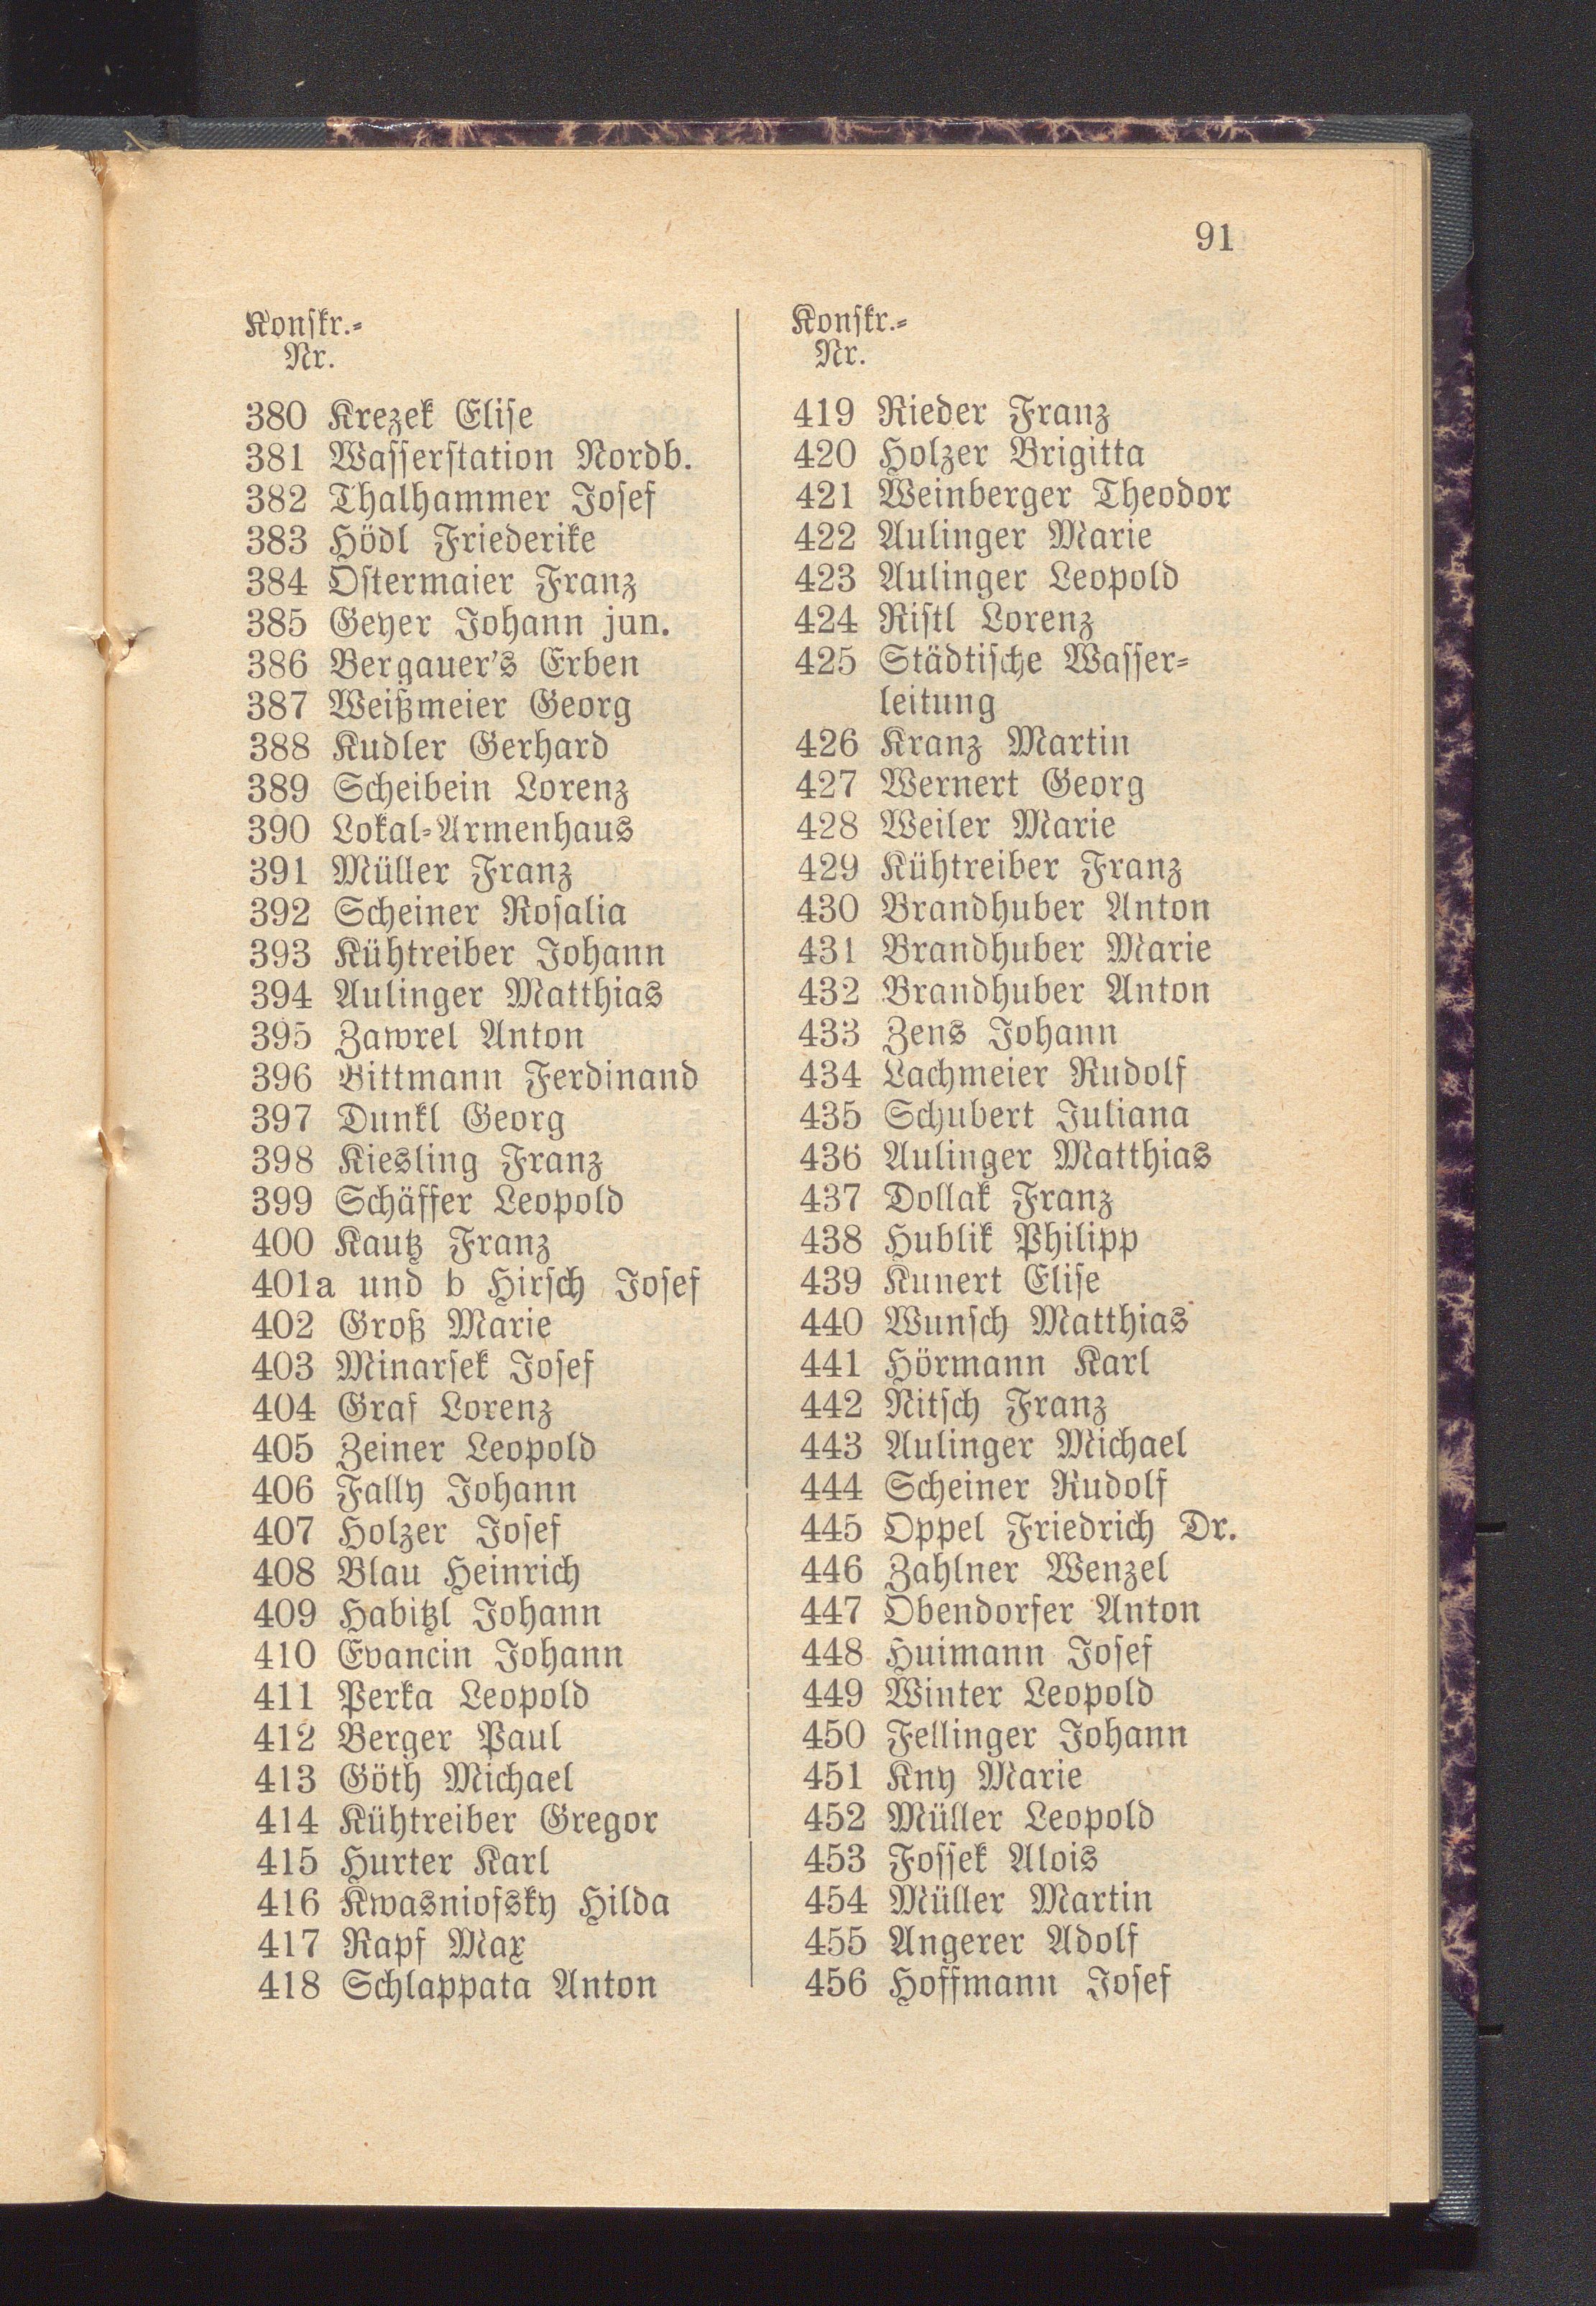 91
Konskr.-
Nr.
380 Krezek Elise
381 Wasserstation Nordb.
382 Thalhammer Josef
383 Hödl Friederike
384 Ostermaier Franz
385 Geyer Johann jun.
386 Bergauer's Erben
387 Weißmeier Georg
388 Kudler Gerhard
389 Scheibein Lorenz
390 Lokal-Armenhaus
391 Müller Franz
392 Scheiner Rosalia
393 Kühtreiber Johann
394 Aulinger Matthias
395 Zawrel Anton
396 Bittmann Ferdinand
397 Dunkl Georg
398 Kiesling Franz
399 Schäffer Leopold
400 Kautz Franz
401a und b Hirsch Josef
402 Groß Marie
403 Minarsek Josef
404 Graf Lorenz
405 Zeiner Leopold
406 Fally Johann
407 Holzer Josef
408 Blau Heinrich
409 Habitzl Johann
410 Evancin Johann
411 Perka Leopold
412 Berger Paul
413 Göth Michael
414 Kühtreiber Gregor
415 Hurter Karl
416 Kwasniofsky Hilda
417 Rapf Max
418 Schlappata Anton
Konskr.-
Nr.
419 Rieder Franz
420 Holzer Brigitta
421 Weinberger Theodor
422 Aulinger Marie
423 Aulinger Leopold
424 Ristl Lorenz
425 Städtische Wasser-
leitung
426 Kranz Martin
427 Wernert Georg
428 Weiler Marie
429 Kühtreiber Franz
430 Brandhuber Anton
431 Brandhuber Marie
432 Brandhuber Anton
433 Zens Johann
434 Lachmeier Rudolf
435 Schubert Juliana
436 Aulinger Matthias
437 Dollak Franz
438 Hublik Philipp
439 Kunert Elise
440 Wunsch Matthias
441 Hörmann Karl
442 Nitsch Franz
443 Aulinger Michael
444 Scheiner Rudolf
445 Oppel Friedrich Dr.
446 Zahlner Wenzel
447 Obendorfer Anton
448 Huimann Josef
449 Winter Leopold
450 Fellinger Johann
451 Kny Marie
452 Müller Leopold
453 Fossek Alois
454 Müller Martin
455 Angerer Adolf
456 Hoffmann Josef